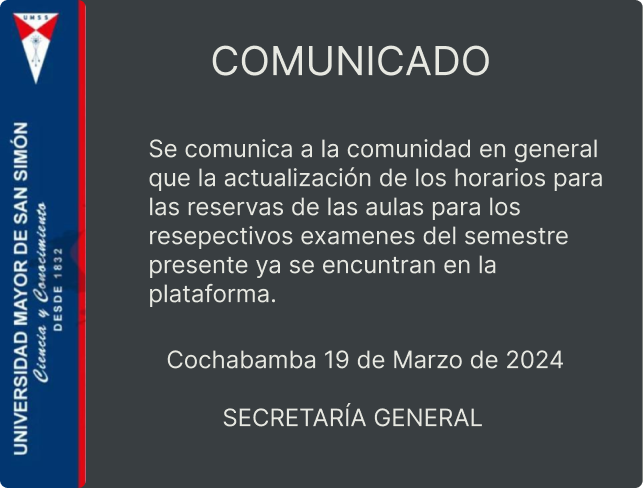 UMSS
UNIVERSIDAD MAYOR DE SAN SIMÓN
Ciencia y Conocimiento
DESDE 1832
COMUNICADO
Se comunica a la comunidad en general
que la actualización de los horarios para
las reservas de las aulas para los
resepectivos examenes del semestre
presente ya se encuntran en la
plataforma.
Cochabamba 19 de Marzo de 2024
SECRETARÍA GENERAL